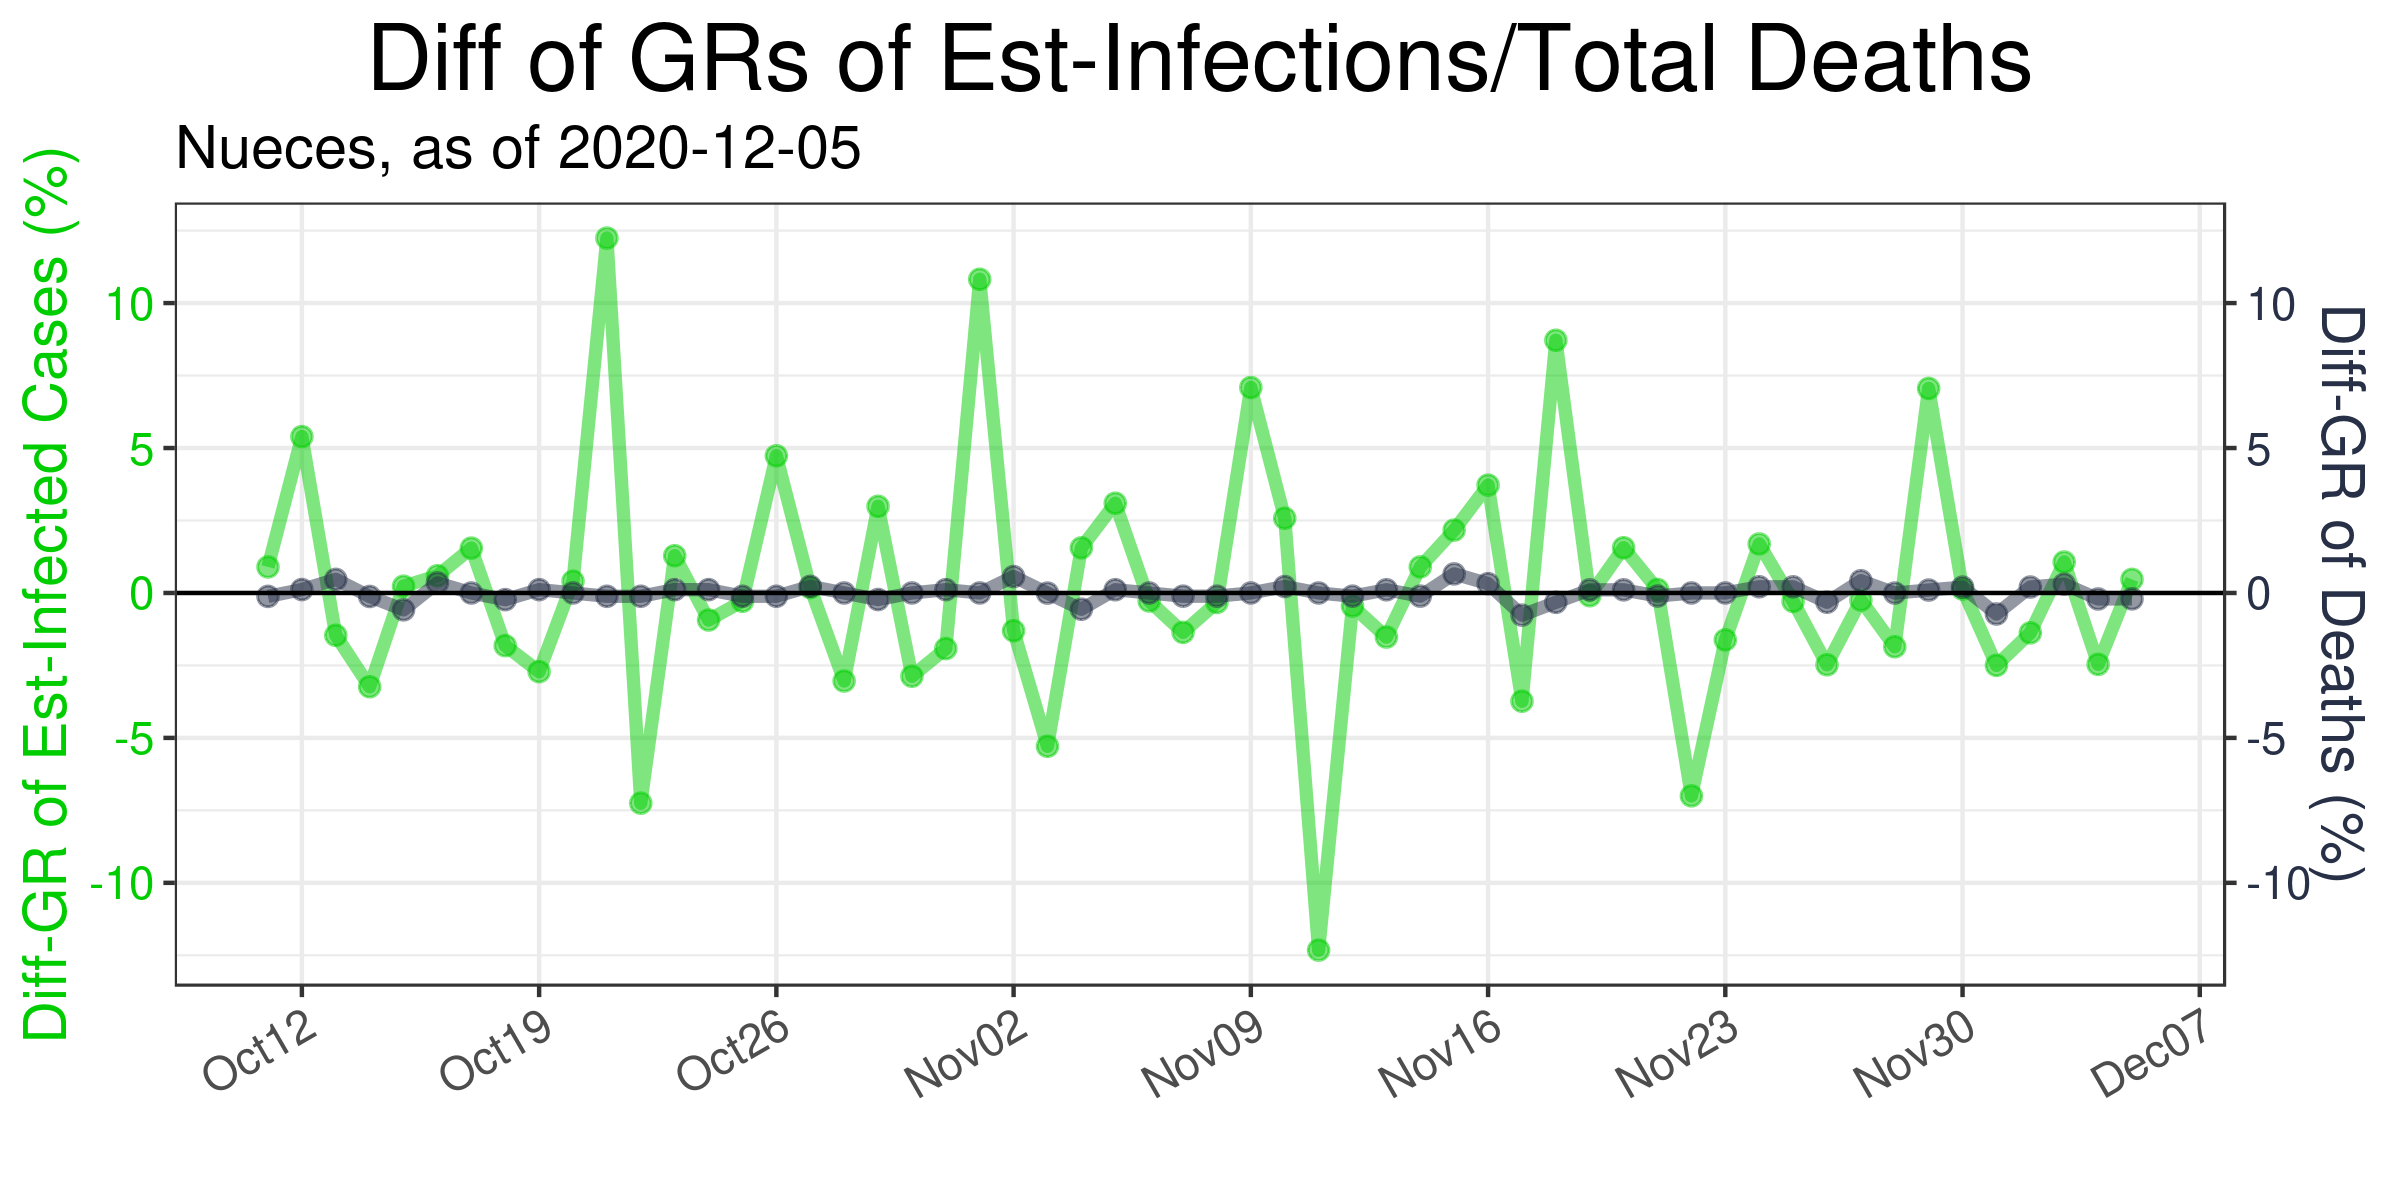 Diff of GRs of Est-Infections/Total Deaths
Nueces, as of 2020-12-05
Diff-GR of Est-Infected Cases (%)
10
5
0
-5
-10
10
5
0
-5
-10
Diff-GR of Deaths (%)
Oct12
Oct19
Oct26
Nov02
Nov09
Nov16
Nov23
Nov30
Dec07